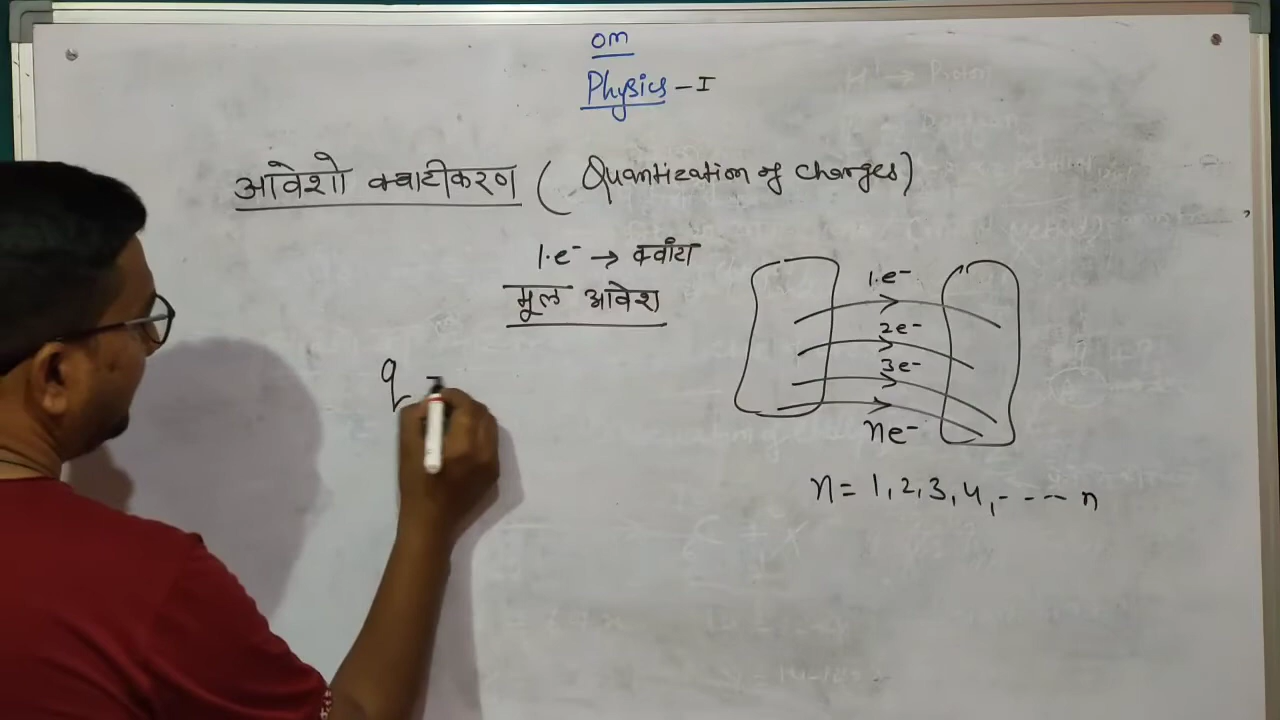 om
Physics - I
आवेशो क्वाटीकरण ( Quantization of charges)
1.e⁻ → क्वांटा
मूल आवेश
1.e⁻
2e⁻
3e⁻
ne⁻
n = 1, 2, 3, 4, - - - - n
q =